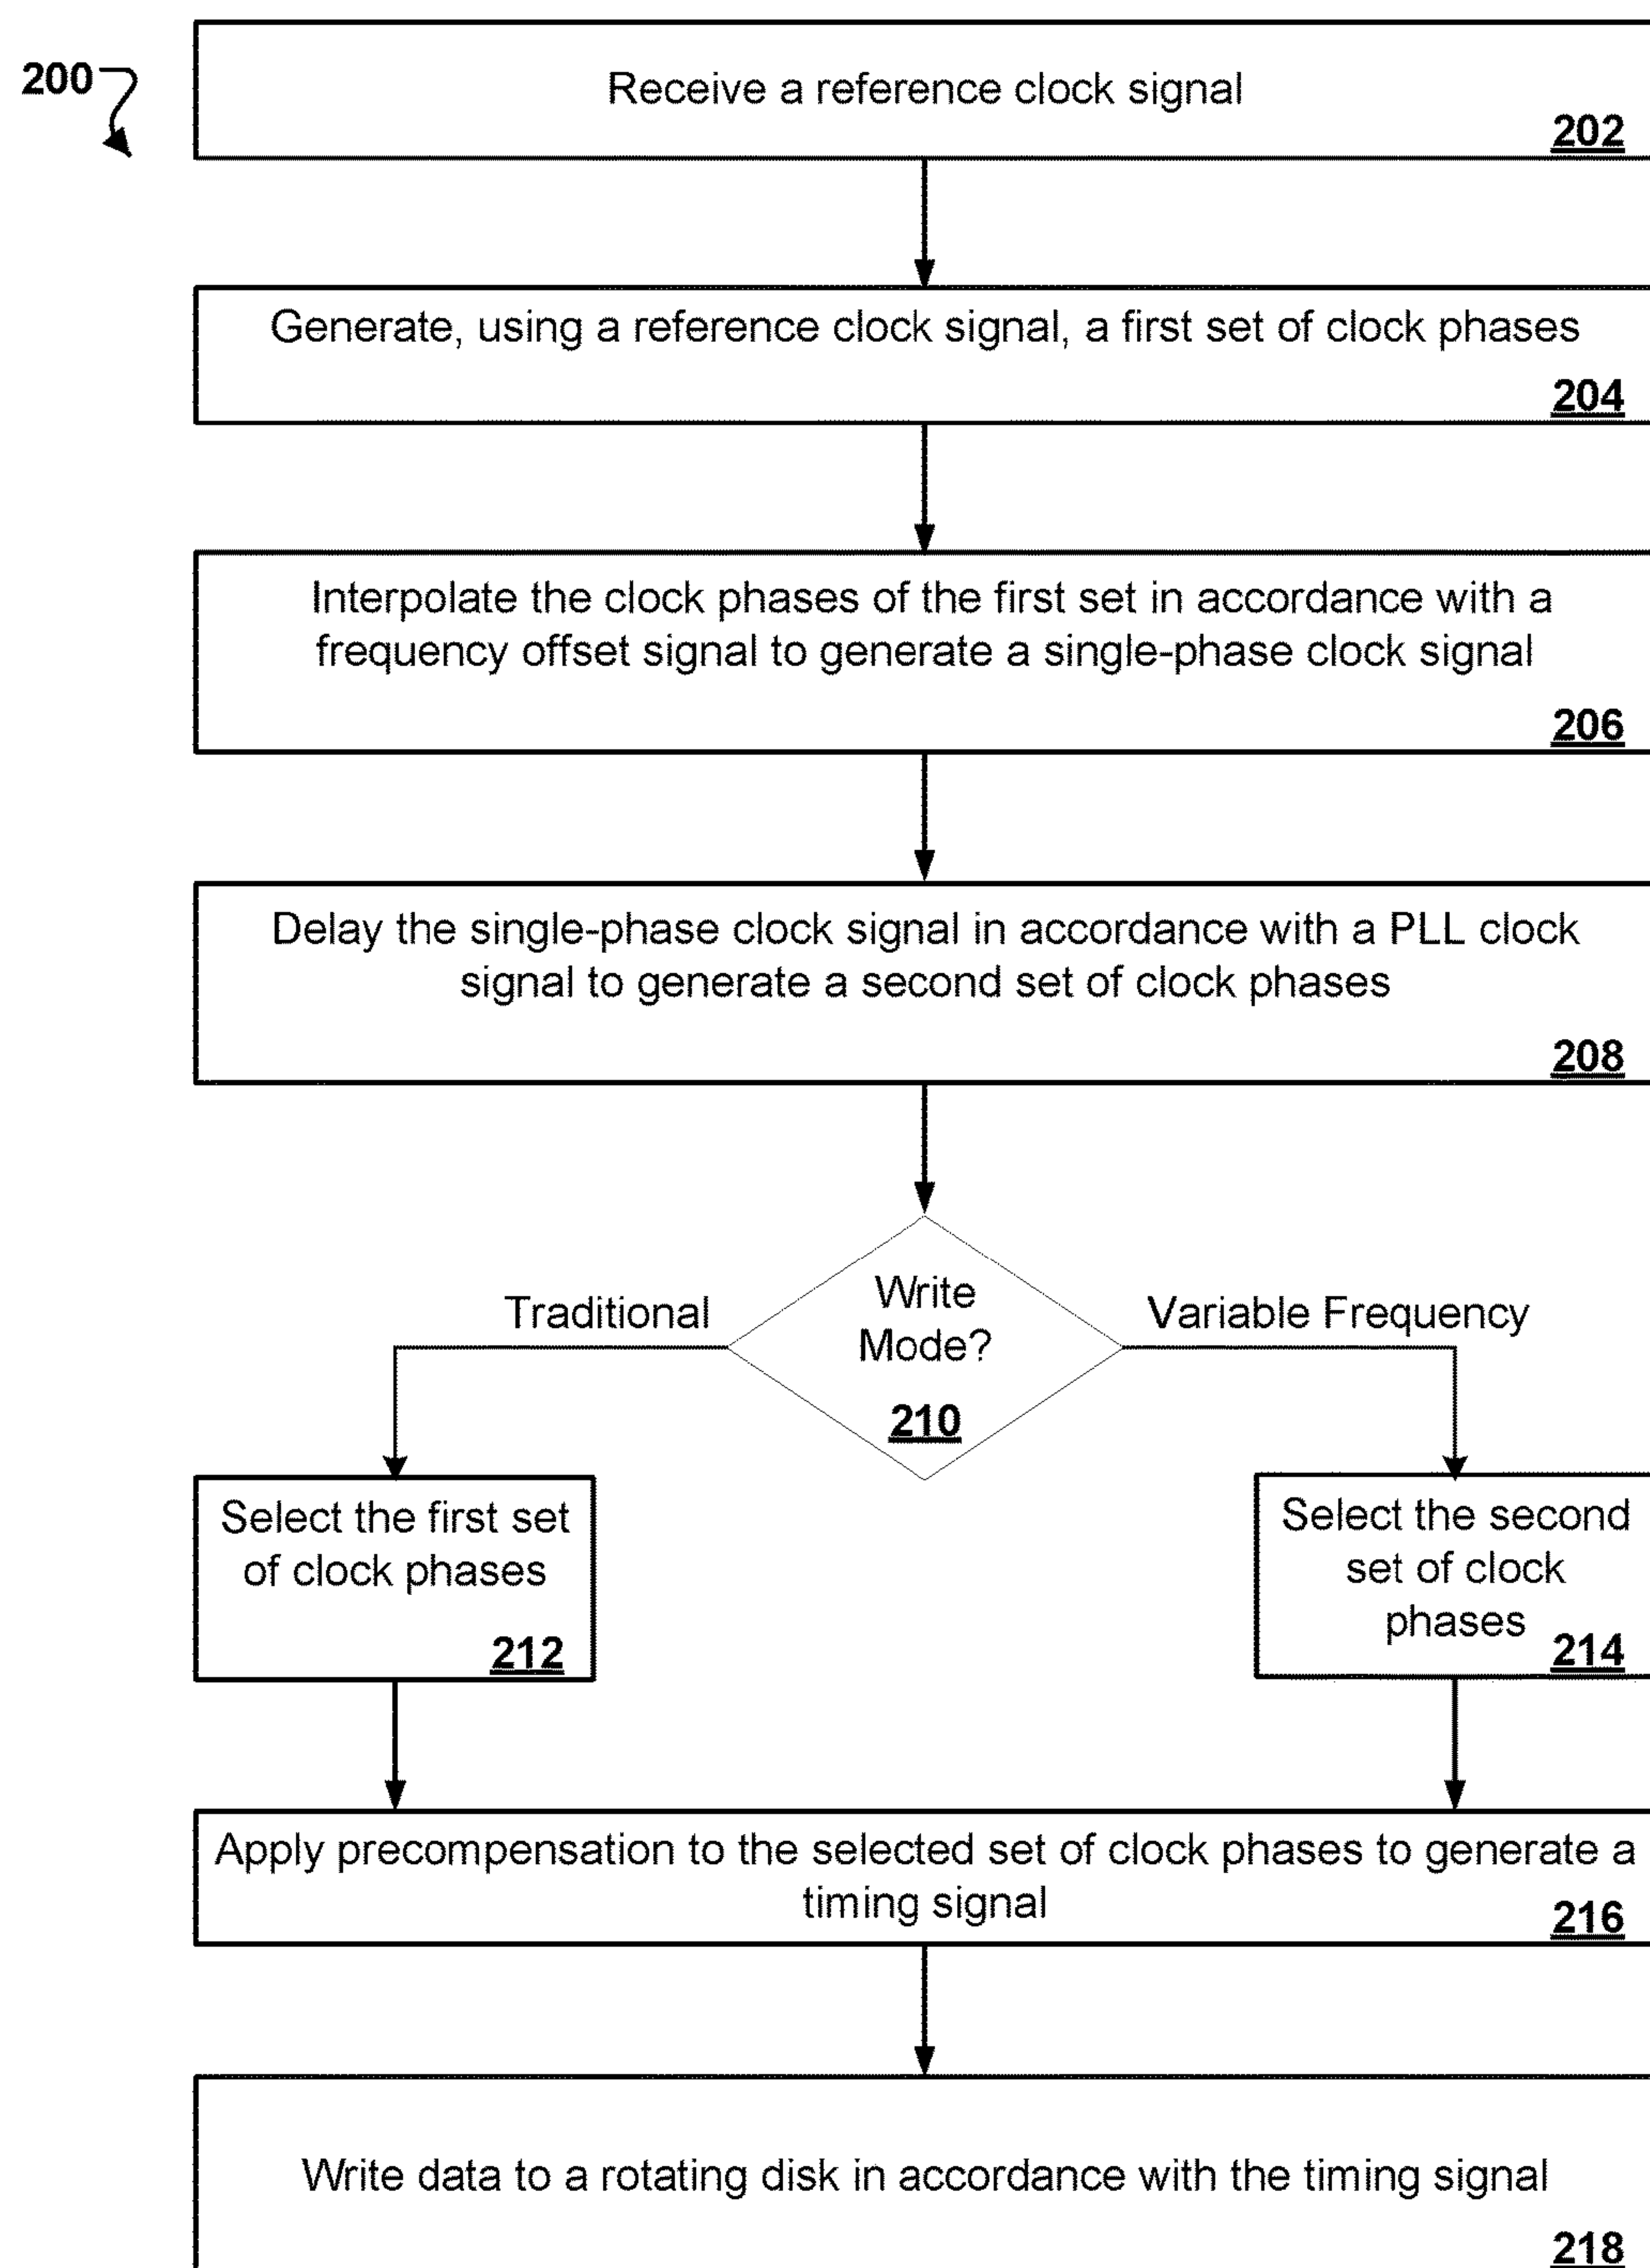 200
Receive a reference clock signal
202
Generate, using a reference clock signal, a first set of clock phases
204
Interpolate the clock phases of the first set in accordance with a
frequency offset signal to generate a single-phase clock signal
206
Delay the single-phase clock signal in accordance with a PLL clock
signal to generate a second set of clock phases
208
Write
Mode?
210
Traditional
Variable Frequency
Select the first set
of clock phases
212
Select the second
set of clock
phases
214
Apply precompensation to the selected set of clock phases to generate a
timing signal
216
Write data to a rotating disk in accordance with the timing signal
218